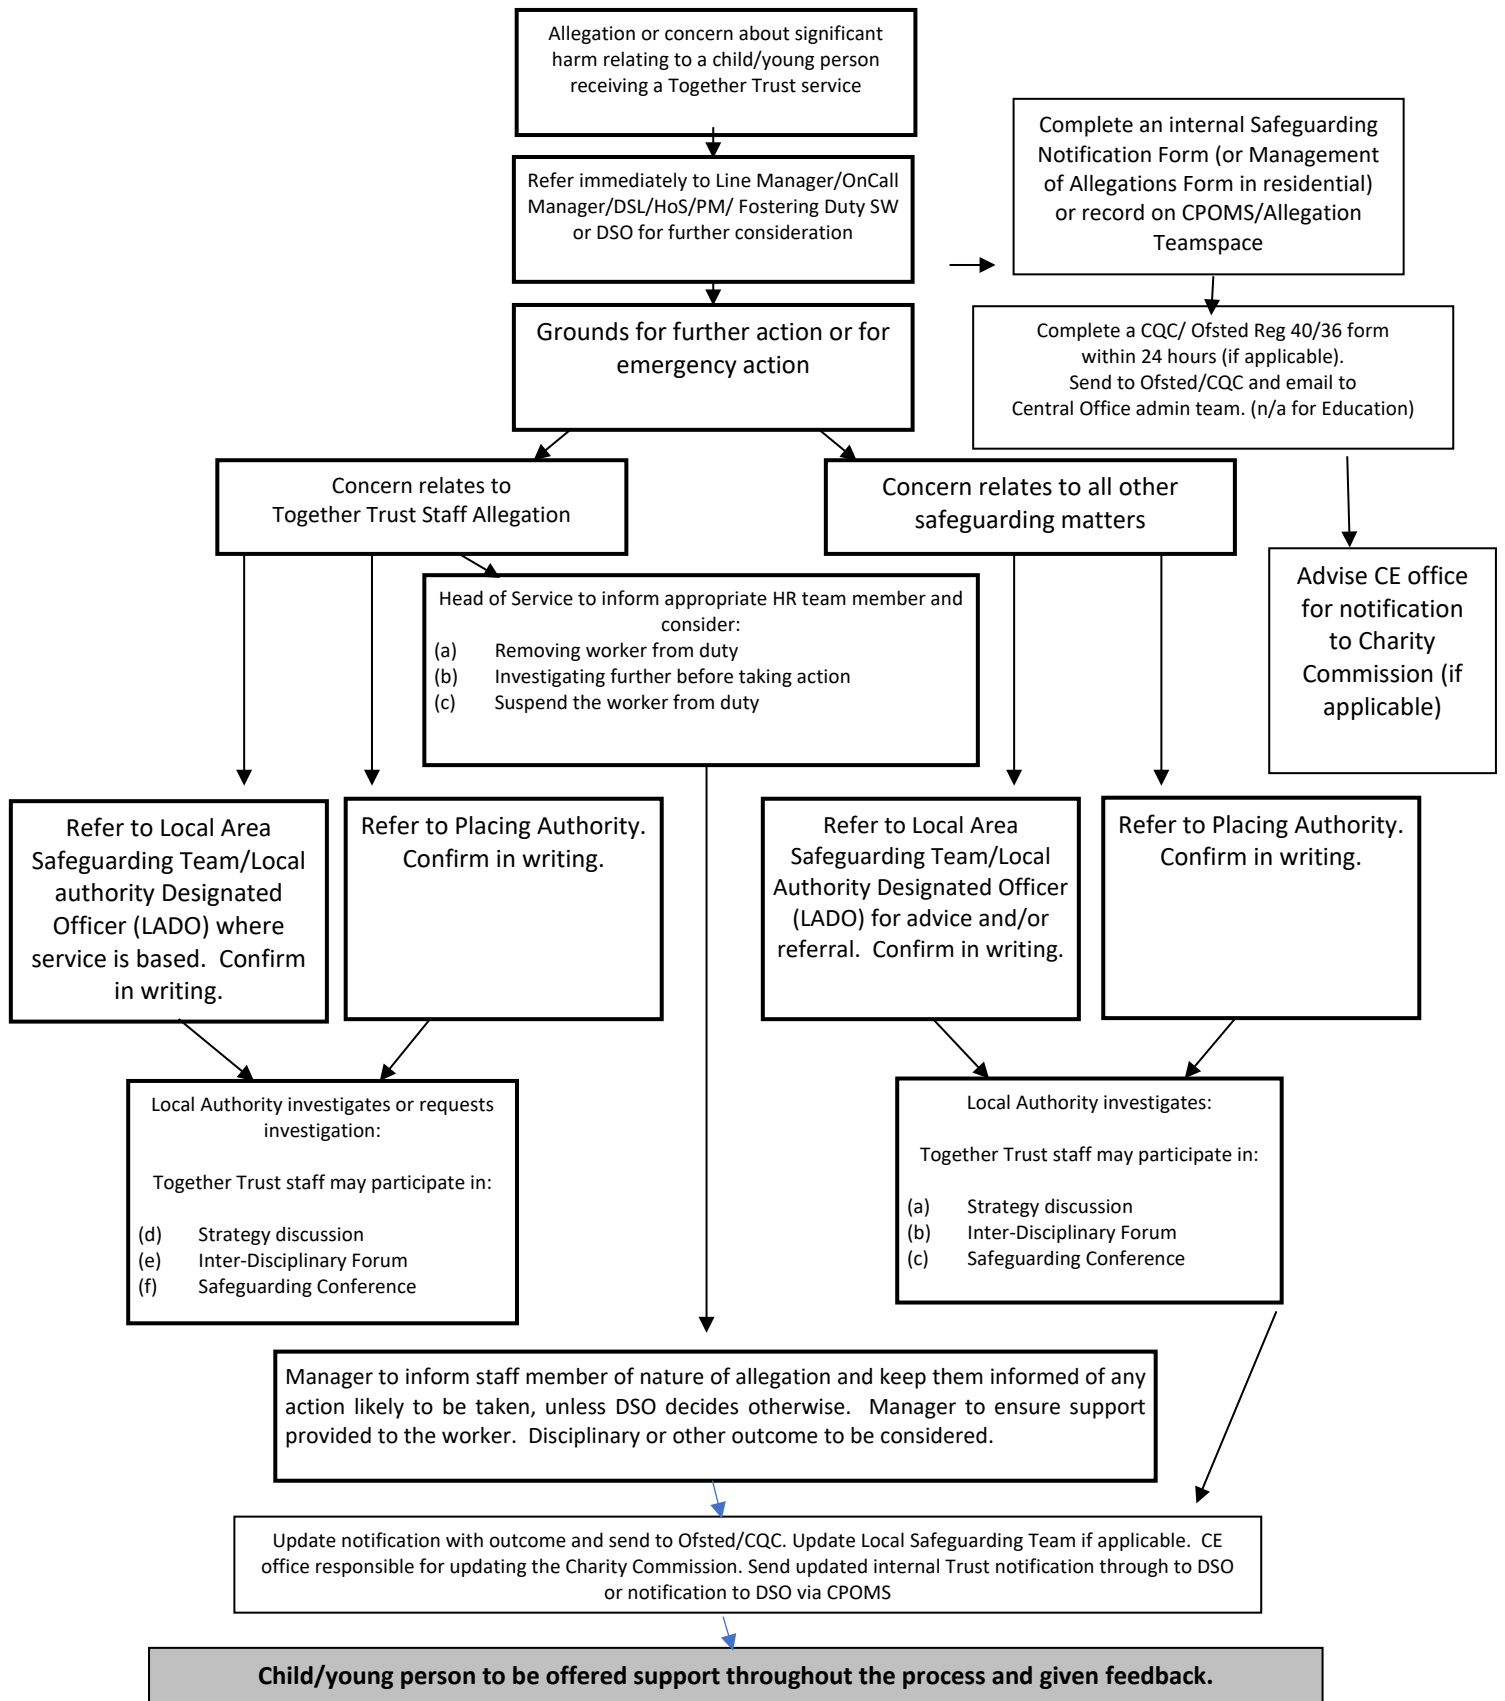 Allegation or concern about significant
harm relating to a child/young person
receiving a Together Trust service
Complete an internal Safeguarding
Notification Form (or Management
of Allegations Form in residential)
or record on CPOMS/Allegation
Teamspace
Refer immediately to Line Manager/OnCall
Manager/DSL/HoS/PM/ Fostering Duty SW
or DSO for further consideration
Grounds for further action or for
emergency action
Complete a CQC/ Ofsted Reg 40/36 form
within 24 hours (if applicable).
Send to Ofsted/CQC and email to
Central Office admin team. (n/a for Education)
Concern relates to
Together Trust Staff Allegation
Concern relates to all other
safeguarding matters
Advise CE office
for notification
to Charity
Commission (if
applicable)
Head of Service to inform appropriate HR team member and
consider:
(a) Removing worker from duty
(b) Investigating further before taking action
(c) Suspend the worker from duty
Refer to Local Area
Safeguarding Team/Local
authority Designated
Officer (LADO) where
service is based. Confirm
in writing.
Refer to Placing Authority.
Confirm in writing.
Refer to Local Area
Safeguarding Team/Local
Authority Designated Officer
(LADO) for advice and/or
referral. Confirm in writing.
Refer to Placing Authority.
Confirm in writing.
Local Authority investigates or requests
investigation:
Together Trust staff may participate in:
(d) Strategy discussion
(e) Inter-Disciplinary Forum
(f) Safeguarding Conference
Local Authority investigates:
Together Trust staff may participate in:
(a) Strategy discussion
(b) Inter-Disciplinary Forum
(c) Safeguarding Conference
Manager to inform staff member of nature of allegation and keep them informed of any
action likely to be taken, unless DSO decides otherwise. Manager to ensure support
provided to the worker. Disciplinary or other outcome to be considered.
Update notification with outcome and send to Ofsted/CQC. Update Local Safeguarding Team if applicable. CE
office responsible for updating the Charity Commission. Send updated internal Trust notification through to DSO
or notification to DSO via CPOMS
Child/young person to be offered support throughout the process and given feedback.